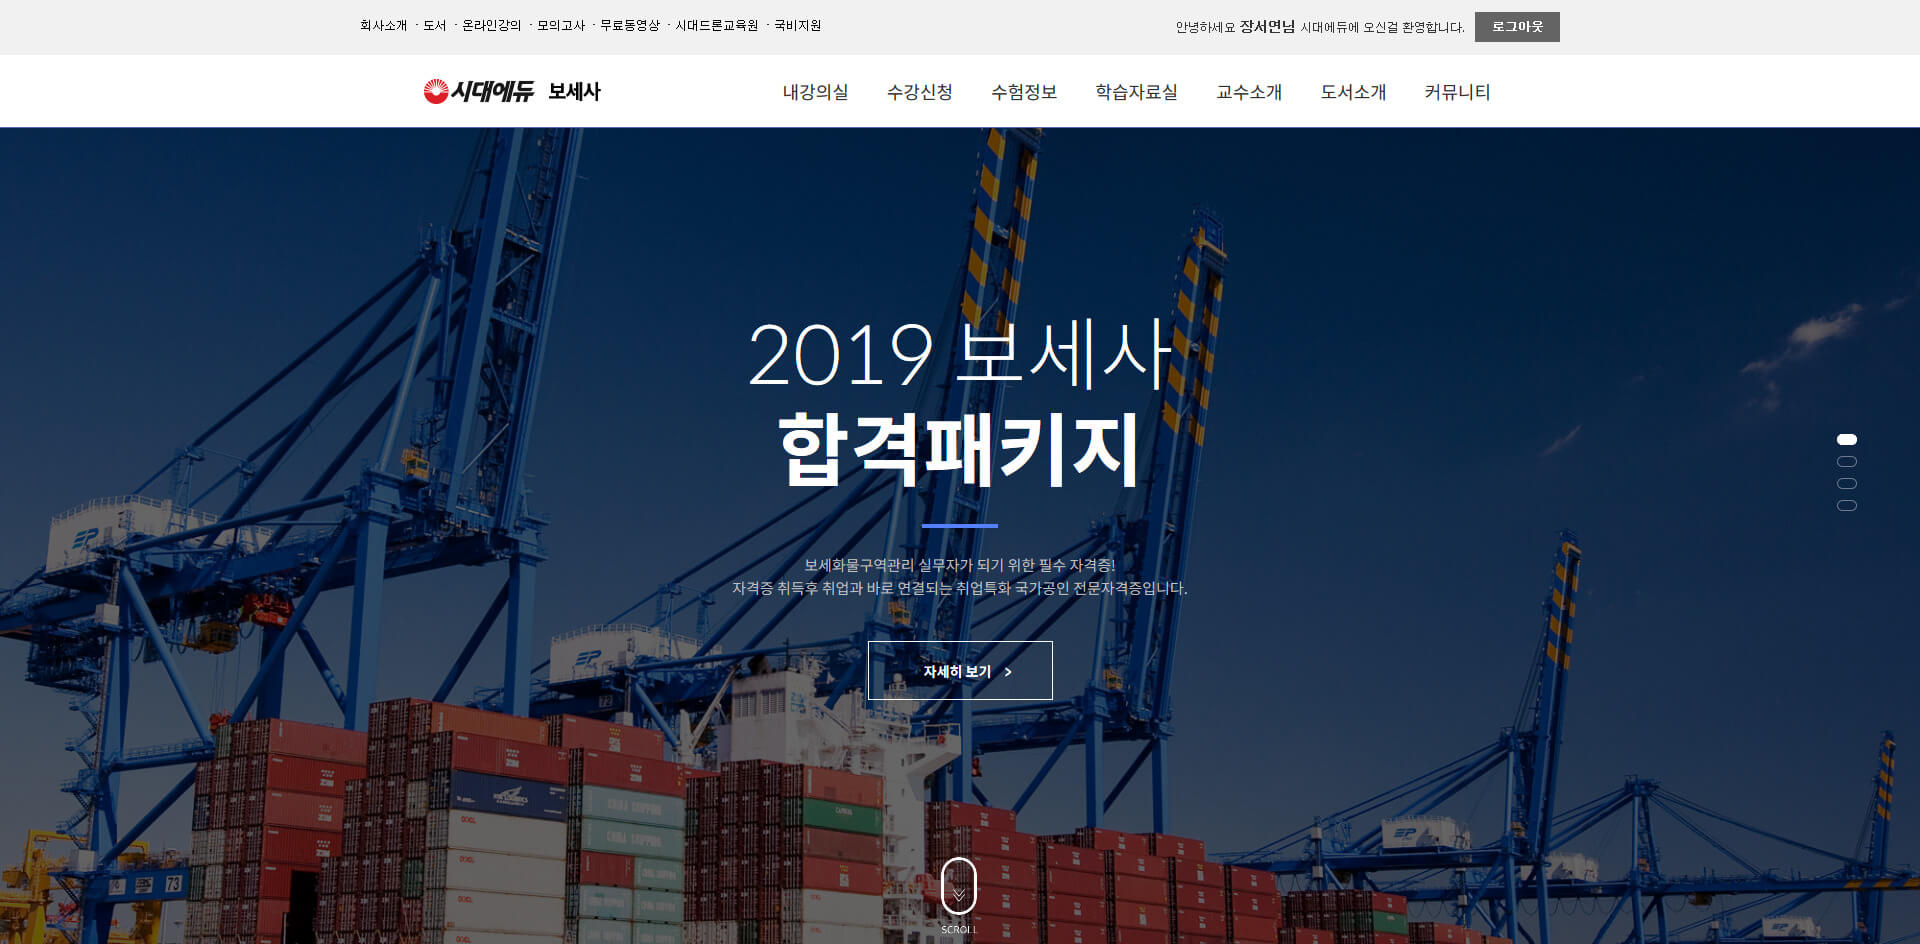 회사소개 · 도서 · 온라인강의 · 모의고사 · 무료동영상 · 시대드론교육원 · 국비지원
안녕하세요 장서연님 시대에듀에 오신걸 환영합니다. 로그아웃
시대에듀 보세사
내강의실 수강신청 수험정보 학습자료실 교수소개 도서소개 커뮤니티
2019 보세사
합격패키지
보세화물구역관리 실무자가 되기 위한 필수 자격증!
자격증 취득후 취업과 바로 연결되는 취업특화 국가공인 전문자격증입니다.
자세히 보기 >
72
CHINA SHIPPING
CHINA SHIPPING
CAPITAL
73
SCROLL